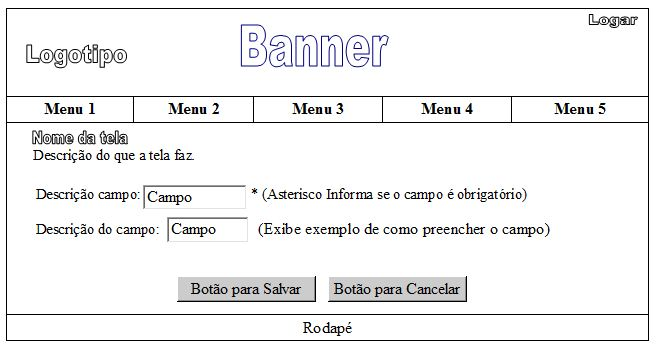 Logar
Logotipo
Banner
Menu 1 Menu 2 Menu 3 Menu 4 Menu 5
Nome da tela
Descrição do que a tela faz.
Descrição campo: Campo * (Asterisco Informa se o campo é obrigatório)
Descrição do campo: Campo (Exibe exemplo de como preencher o campo)
Botão para Salvar Botão para Cancelar
Rodapé